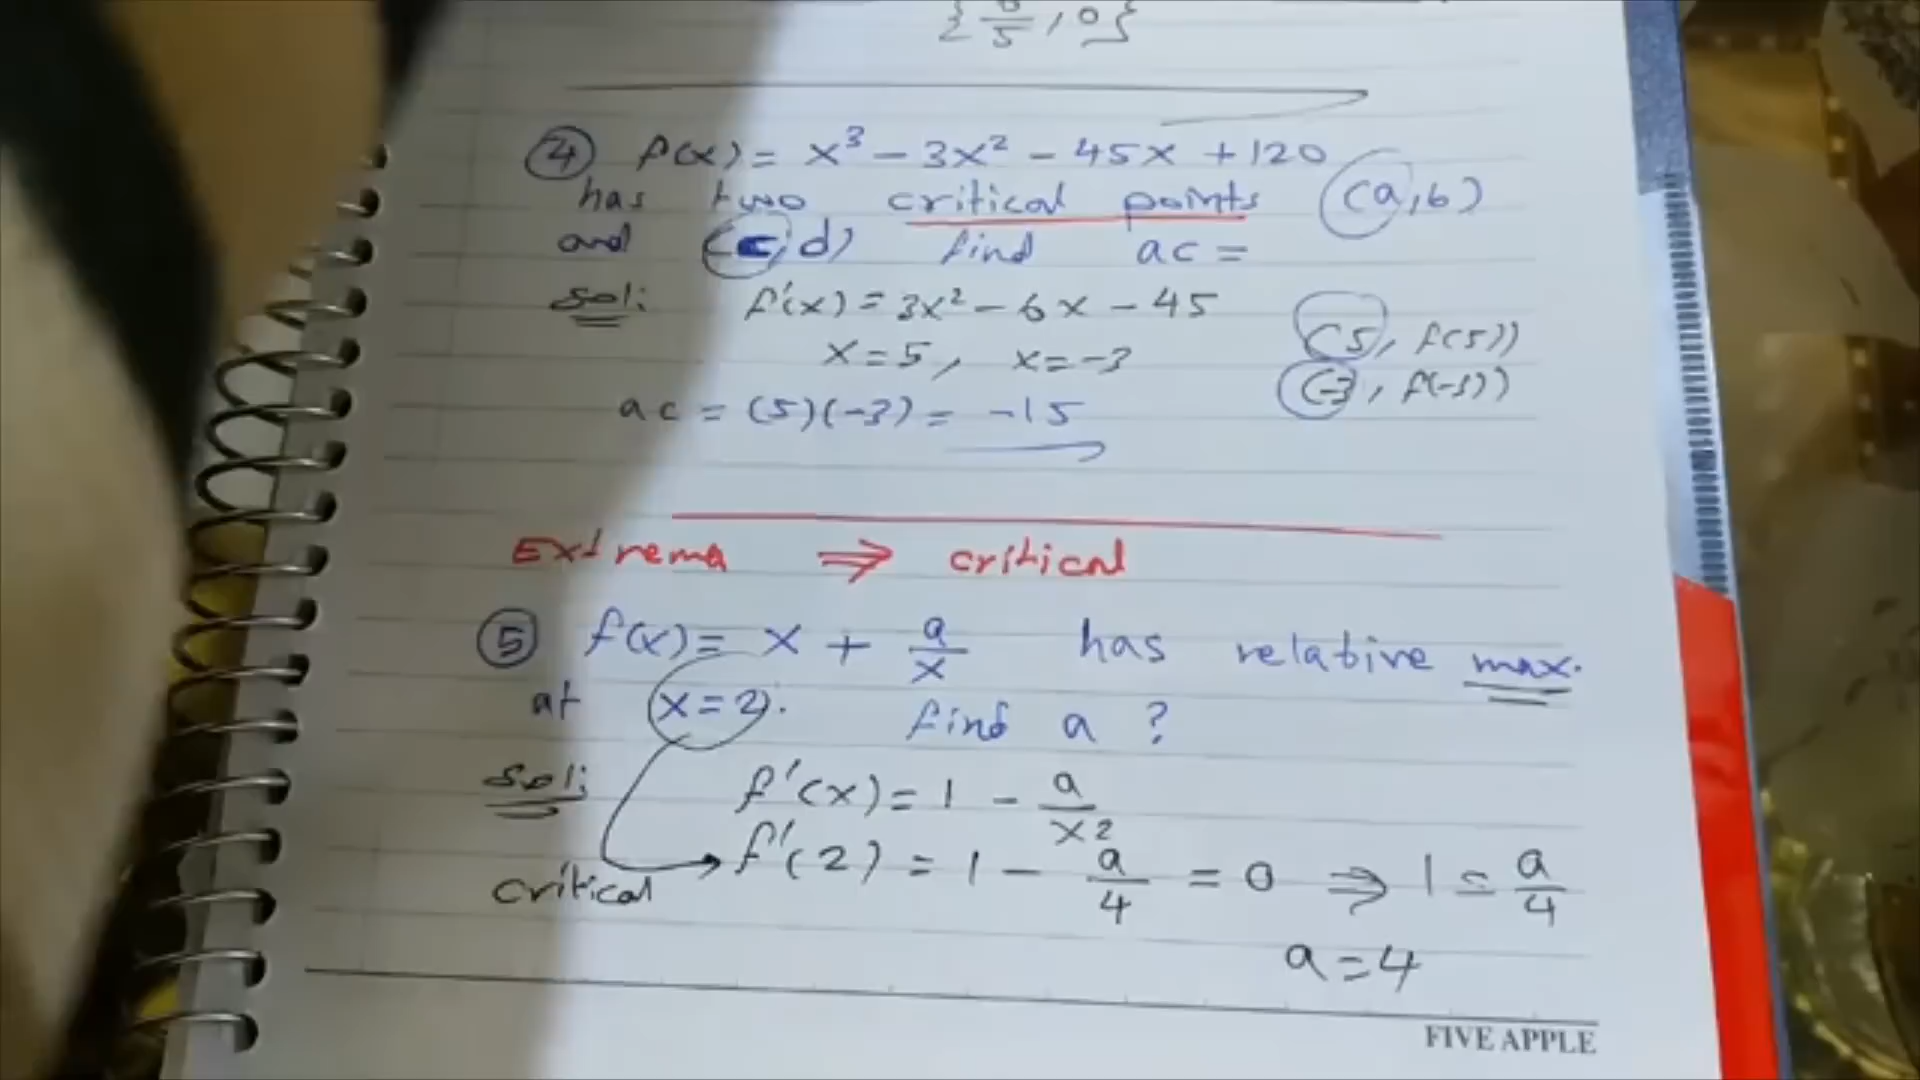 5 , 0}
④ f(x) = x³ - 3x² - 45x + 120
has two critical points (a,b)
and (c,d) find ac =
Sol: f'(x) = 3x² - 6x - 45
x = 5, x = -3
(5, f(5))
(-3, f(-3))
ac = (5)(-3) = -15
Extrema ⇒ critical
⑤ f(x) = x + a/x has relative max.
at x=2. find a ?
Sol: f'(x) = 1 - a/x²
critical f'(2) = 1 - a/4 = 0 ⇒ 1 = a/4
a = 4
FIVE APPLE